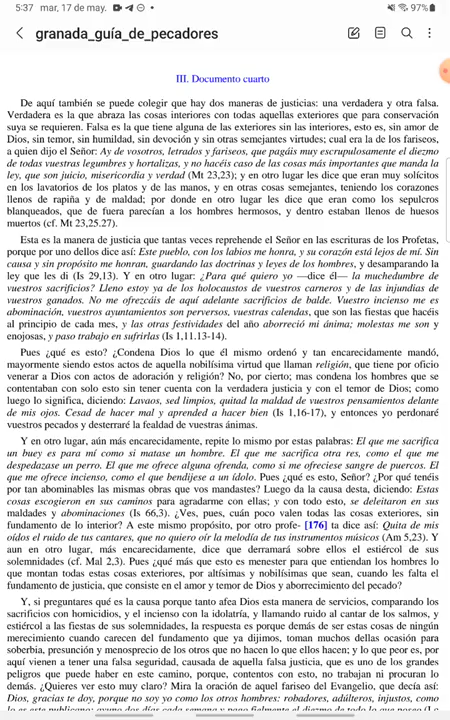 5:37 mar, 17 de may.
97%
granada_guía_de_pecadores
III. Documento cuarto
De aquí también se puede colegir que hay dos maneras de justicias: una verdadera y otra falsa.
Verdadera es la que abraza las cosas interiores con todas aquellas exteriores que para conservación
suya se requieren. Falsa es la que tiene alguna de las exteriores sin las interiores, esto es, sin amor de
Dios, sin temor, sin humildad, sin devoción y sin otras semejantes virtudes; cual era la de los fariseos,
a quien dijo el Señor: Ay de vosotros, letrados y fariseos, que pagáis muy escrupulosamente el diezmo
de todas vuestras legumbres y hortalizas, y no hacéis caso de las cosas más importantes que manda la
ley, que son juicio, misericordia y verdad (Mt 23,23); y en otro lugar les dice que eran muy solícitos
en los lavatorios de los platos y de las manos, y en otras cosas semejantes, teniendo los corazones
llenos de rapiña y de maldad; por donde en otro lugar les dice que eran como los sepulcros
blanqueados, que de fuera parecían a los hombres hermosos, y dentro estaban llenos de huesos
muertos (cf. Mt 23,25.27).
Esta es la manera de justicia que tantas veces reprehende el Señor en las escrituras de los Profetas,
porque por uno dellos dice así: Este pueblo, con los labios me honra, y su corazón está lejos de mí. Sin
causa y sin propósito me honran, guardando las doctrinas y leyes de los hombres, y desamparando la
ley que les di (Is 29,13). Y en otro lugar: ¿Para qué quiero yo —dice él— la muchedumbre de
vuestros sacrificios? Lleno estoy ya de los holocaustos de vuestros carneros y de las injundias de
vuestros ganados. No me ofrezcáis de aquí adelante sacrificios de balde. Vuestro incienso me es
abominación, vuestros ayuntamientos son perversos, vuestras calendas, que son las fiestas que hacéis
al principio de cada mes, y las otras festividades del año aborreció mi ánima; molestas me son y
enojosas, y paso trabajo en sufrirlas (Is 1,11.13-14).
Pues ¿qué es esto? ¿Condena Dios lo que él mismo ordenó y tan encarecidamente mandó,
mayormente siendo estos actos de aquella nobilísima virtud que llaman religión, que tiene por oficio
venerar a Dios con actos de adoración y religión? No, por cierto; mas condena los hombres que se
contentaban con solo esto sin tener cuenta con la verdadera justicia y con el temor de Dios; como
luego lo significa, diciendo: Lavaos, sed limpios, quitad la maldad de vuestros pensamientos delante
de mis ojos. Cesad de hacer mal y aprended a hacer bien (Is 1,16-17), y entonces yo perdonaré
vuestros pecados y desterraré la fealdad de vuestras ánimas.
Y en otro lugar, aún más encarecidamente, repite lo mismo por estas palabras: El que me sacrifica
un buey es para mí como si matase un hombre. El que me sacrifica otra res, como el que me
despedazase un perro. El que me ofrece alguna ofrenda, como si me ofreciese sangre de puercos. El
que me ofrece incienso, como el que bendijese a un ídolo. Pues ¿qué es esto, Señor? ¿Por qué tenéis
por tan abominables las mismas obras que vos mandastes? Luego da la causa desta, diciendo: Estas
cosas escogieron en sus caminos para agradarme con ellas; y con todo esto, se deleitaron en sus
maldades y abominaciones (Is 66,3). ¿Ves, pues, cuán poco valen todas las cosas exteriores, sin
fundamento de lo interior? A este mismo propósito, por otro profe- [176] ta dice así: Quita de mis
oídos el ruido de tus cantares, que no quiero oír la melodía de tus instrumentos músicos (Am 5,23). Y
aun en otro lugar, más encarecidamente, dice que derramará sobre ellos el estiércol de sus
solemnidades (cf. Mal 2,3). Pues ¿qué más que esto es menester para que entiendan los hombres lo
que montan todas estas cosas exteriores, por altísimas y nobilísimas que sean, cuando les falta el
fundamento de justicia, que consiste en el amor y temor de Dios y aborrecimiento del pecado?
Y, si preguntares qué es la causa porque tanto afea Dios esta manera de servicios, comparando los
sacrificios con homicidios, y el incienso con la idolatría, y llamando ruido al cantar de los salmos, y
estiércol a las fiestas de sus solemnidades, la respuesta es porque demás de ser estas cosas de ningún
merecimiento cuando carecen del fundamento que ya dijimos, toman muchos dellas ocasión para
soberbia, presunción y menosprecio de los otros que no hacen lo que ellos hacen; y lo que peor es, por
aquí vienen a tener una falsa seguridad, causada de aquella falsa justicia, que es uno de los grandes
peligros que puede haber en este camino, porque, contentos con esto, no trabajan ni procuran lo
demás. ¿Quieres ver esto muy claro? Mira la oración de aquel fariseo del Evangelio, que decía así:
Dios, gracias te doy, porque no soy yo como los otros hombres: robadores, adúlteros, injustos, como